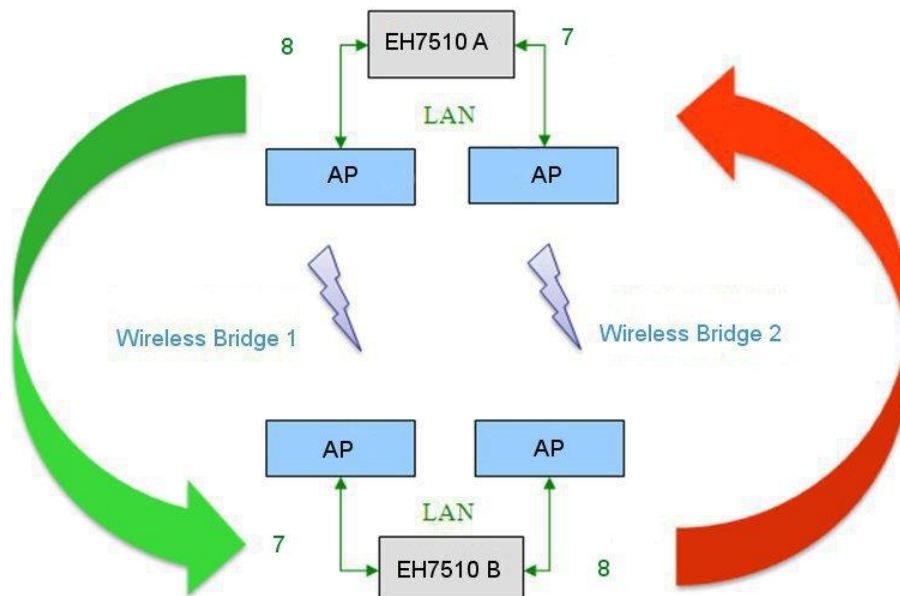 8
EH7510 A
7
LAN
AP
AP
Wireless Bridge 1
Wireless Bridge 2
AP
AP
LAN
7
EH7510 B
8